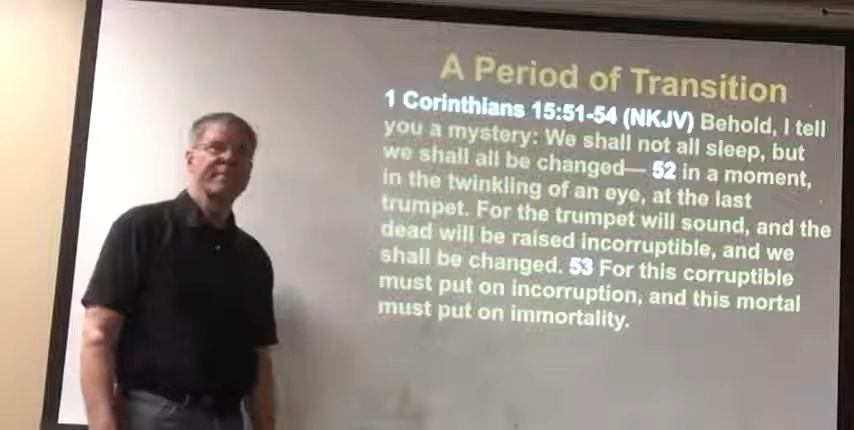 A Period of Transition
1 Corinthians 15:51-54 (NKJV) Behold, I tell
you a mystery: We shall not all sleep, but
we shall all be changed— 52 in a moment,
in the twinkling of an eye, at the last
trumpet. For the trumpet will sound, and the
dead will be raised incorruptible, and we
shall be changed. 53 For this corruptible
must put on incorruption, and this mortal
must put on immortality.